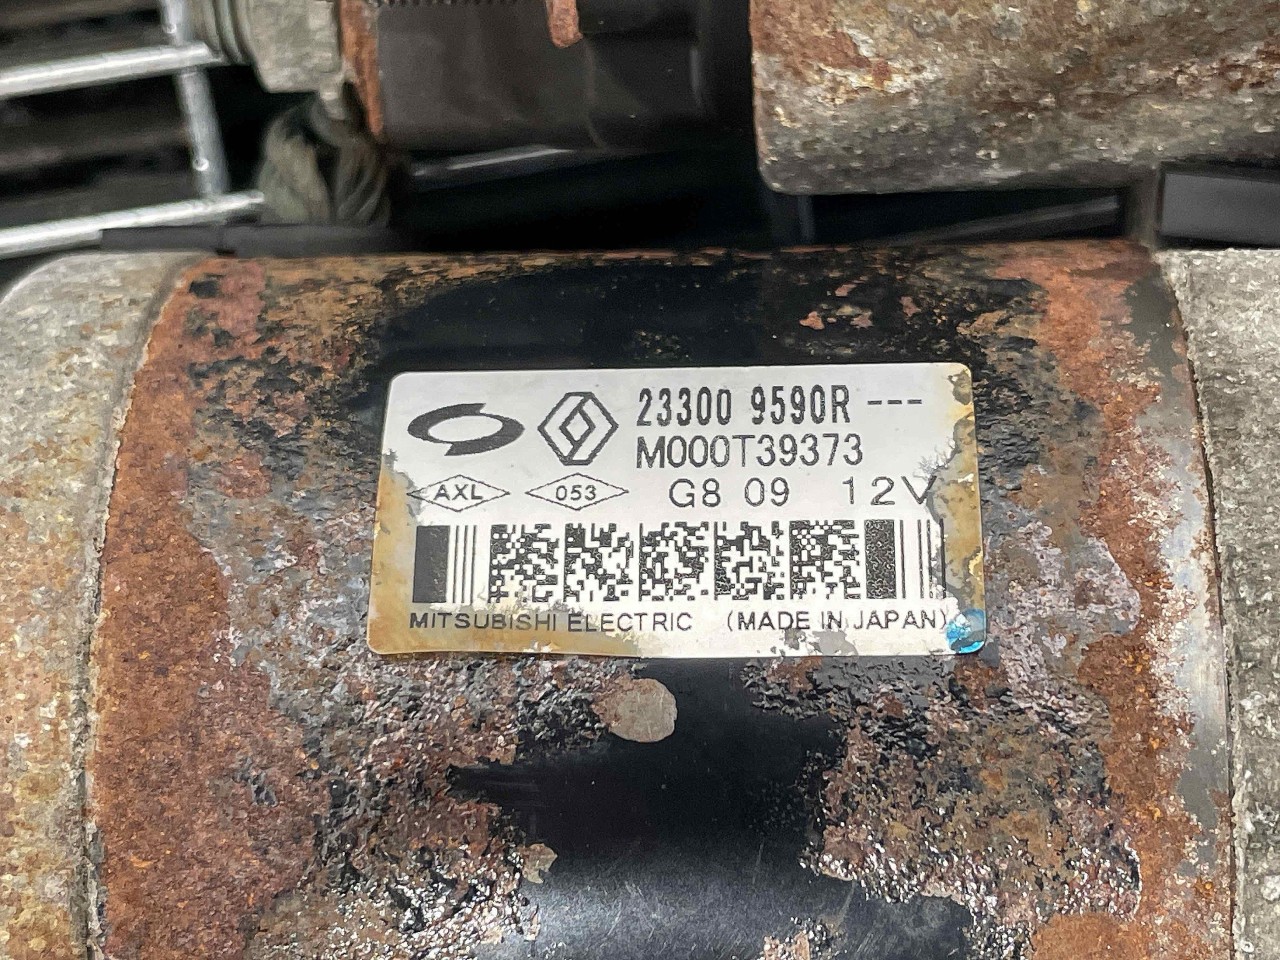 23300 9590R ---
M000T39373
AXL 053 G8 09 12V
MITSUBISHI ELECTRIC (MADE IN JAPAN)